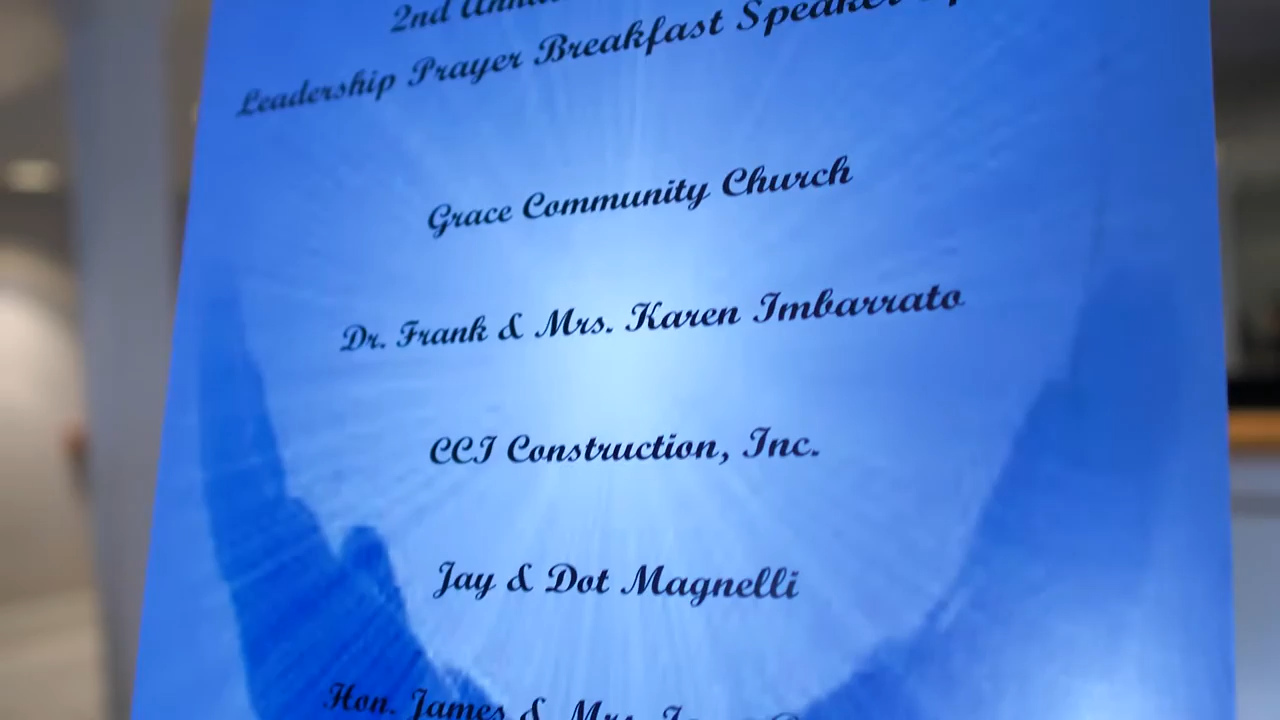 2nd
Leadership Prayer Breakfast Speaker
Grace Community Church
Dr. Frank & Mrs. Karen Imbarrato
CCI Construction, Inc.
Jay & Dot Magnelli
Hon. James & Mrs.